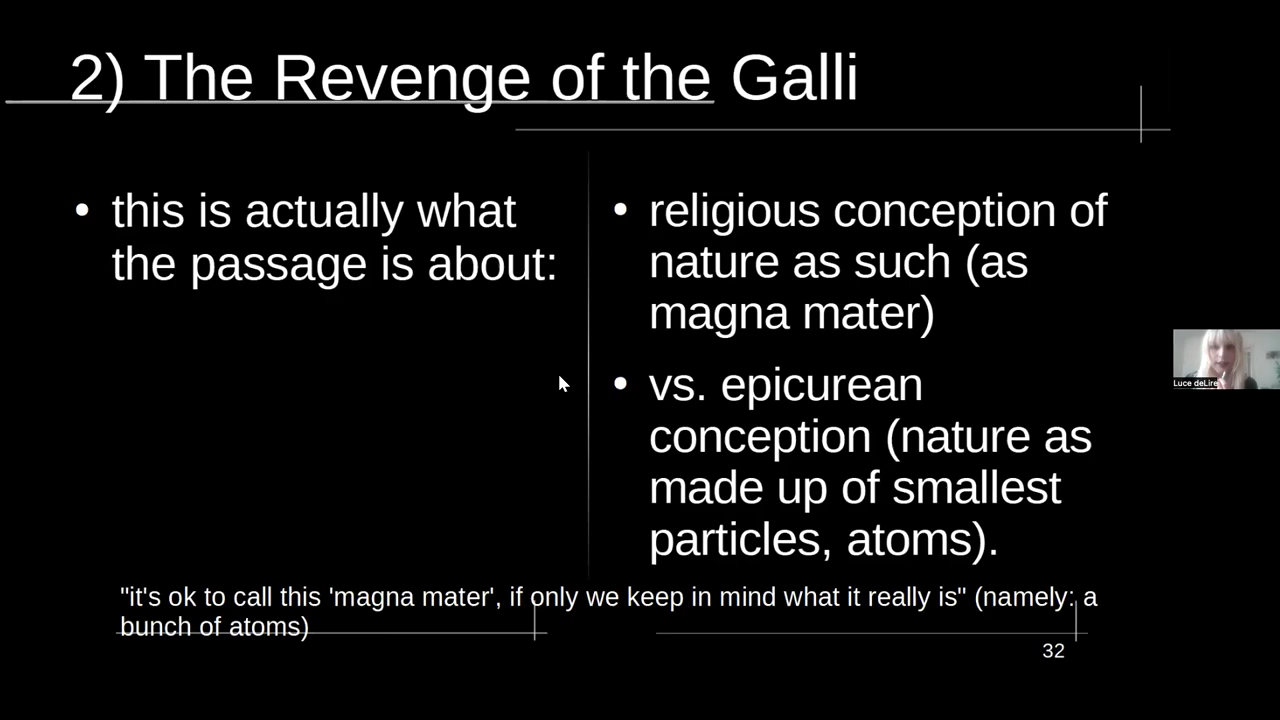 2) The Revenge of the Galli
• this is actually what
the passage is about:
• religious conception of
nature as such (as
magna mater)
• vs. epicurean
conception (nature as
made up of smallest
particles, atoms).
"it's ok to call this 'magna mater', if only we keep in mind what it really is" (namely: a
bunch of atoms)
32
Luce deLire